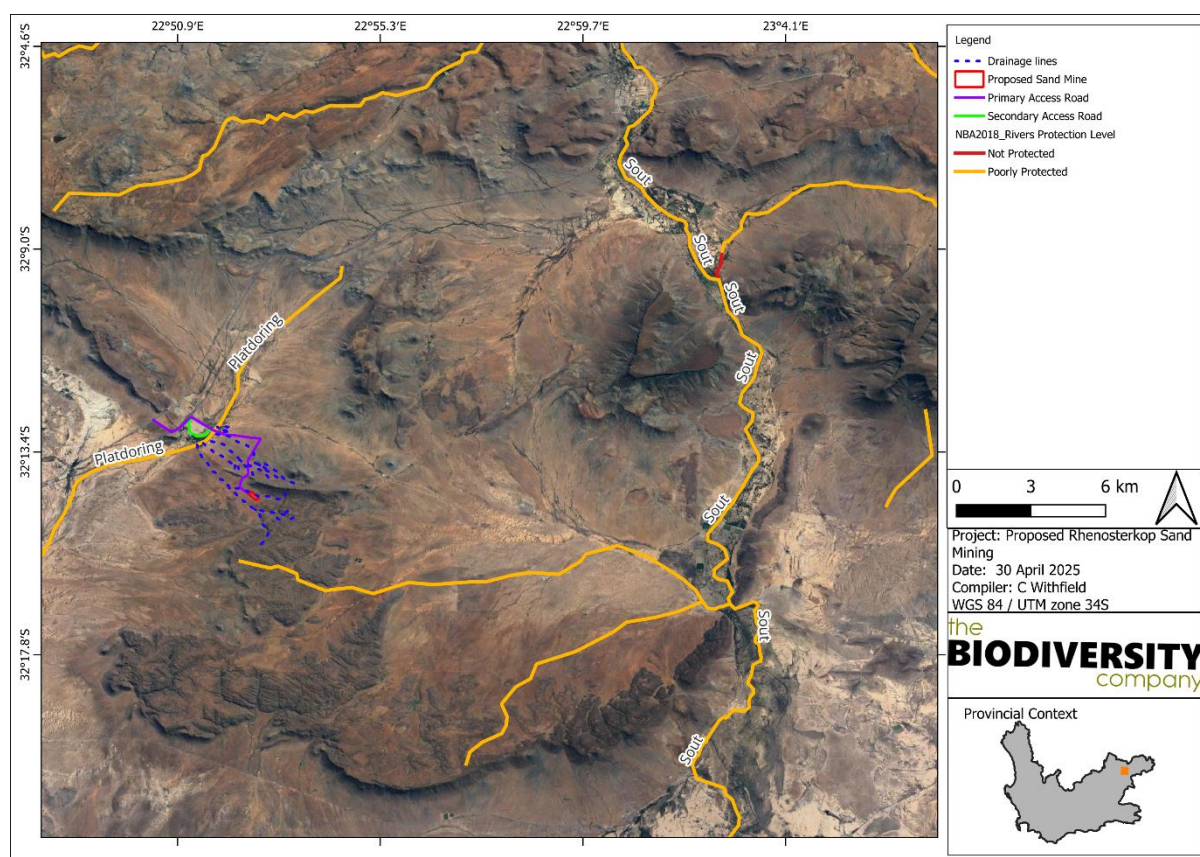 22°50.9'E
22°55.3'E
22°59.7'E
23°4.1'E
32°4.6'S
32°9.0'S
32°13.4'S
32°17.8'S
Sout
Sout
Sout
Sout
Platdoring
Platdoring
Sout
Sout
Sout
Legend
Drainage lines
Proposed Sand Mine
Primary Access Road
Secondary Access Road
NBA2018_Rivers Protection Level
Not Protected
Poorly Protected
0 3 6 km
Project: Proposed Rhenosterkop Sand
Mining
Date: 30 April 2025
Compiler: C Withfield
WGS 84 / UTM zone 34S
the
BIODIVERSITY
company
Provincial Context